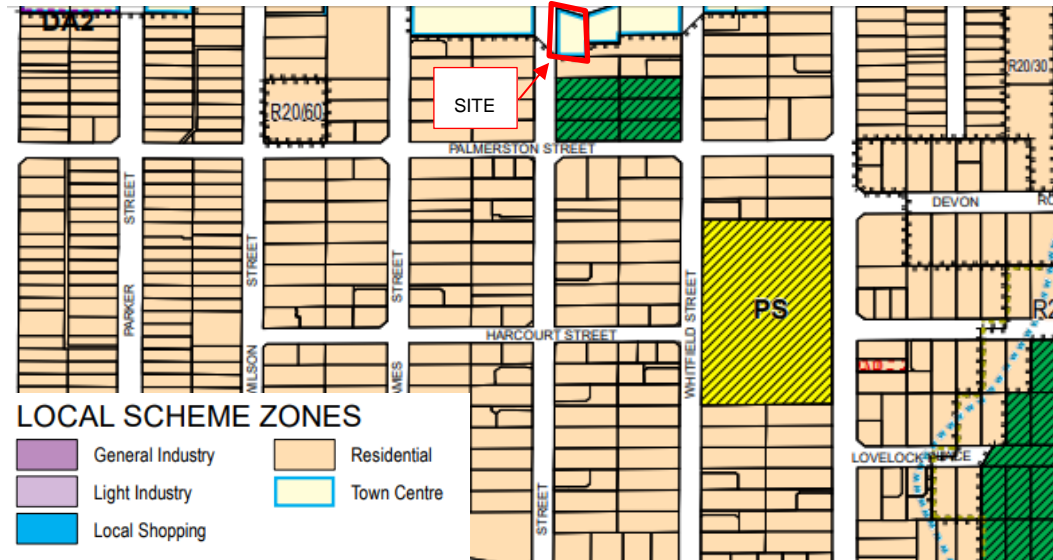 DA2
SITE
R20/60
R20/30
PALMERSTON STREET
DEVON
STREET
PARKER
STREET
STREET
WHITFIELD STREET
PS
HARCOURT STREET
LOVELOCK PLACE
STREET
LOCAL SCHEME ZONES
General Industry
Residential
Light Industry
Town Centre
Local Shopping